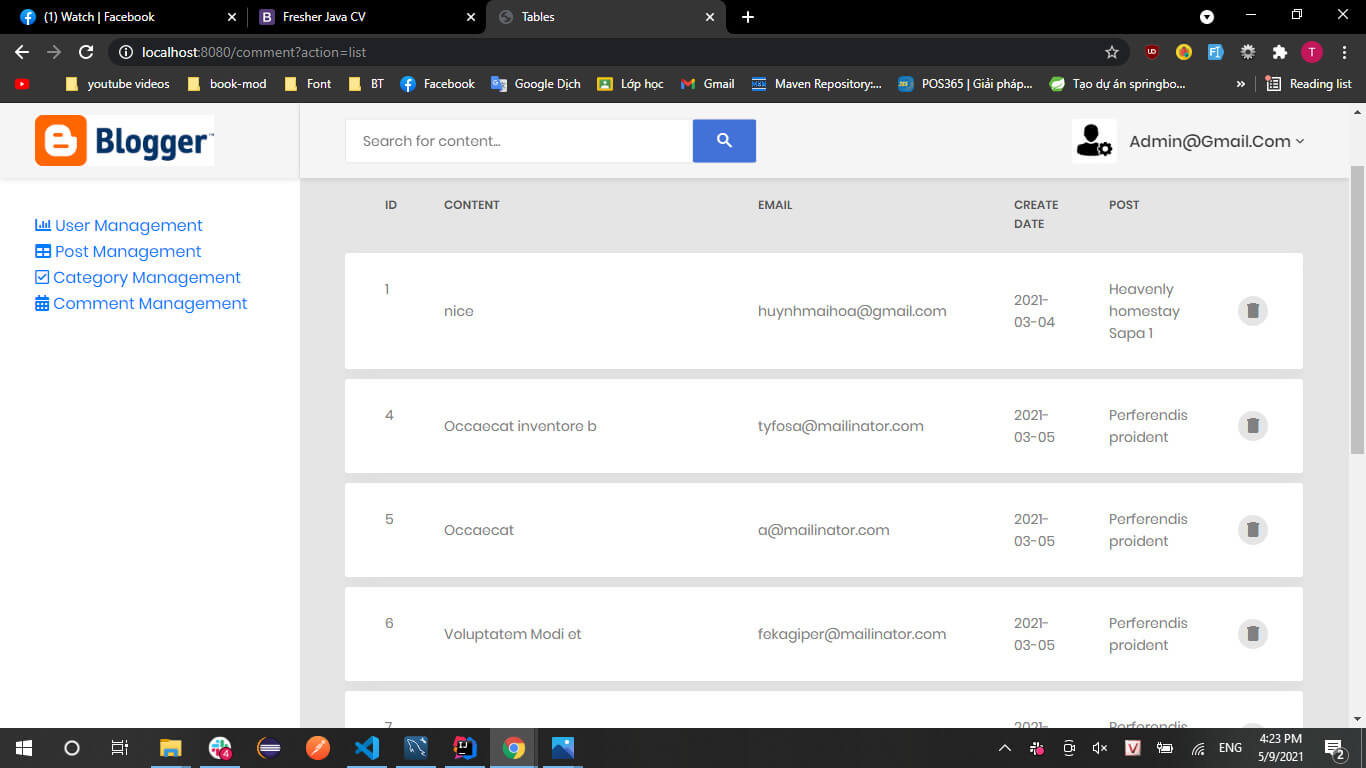 (1) Watch | Facebook
Fresher Java CV
Tables
localhost:8080/comment?action=list
UD
T
youtube videos
book-mod
Font
BT
Facebook
Google Dịch
Lớp học
Gmail
Maven Repository:...
POS365 | Giải pháp...
Tạo dự án springbo...
»
Reading list
Blogger™
Search for content...
Admin@Gmail.Com
User Management
Post Management
Category Management
Comment Management
ID CONTENT EMAIL CREATE POST
DATE
1 nice huynhmaihoa@gmail.com 2021- Heavenly
03-04 homestay
Sapa 1
4 Occaecat inventore b tyfosa@mailinator.com 2021- Perferendis
03-05 proident
5 Occaecat a@mailinator.com 2021- Perferendis
03-05 proident
6 Voluptatem Modi et fekagiper@mailinator.com 2021- Perferendis
03-05 proident
7 2021- Perferendis
4
V
ENG
4:23 PM
5/9/2021
2